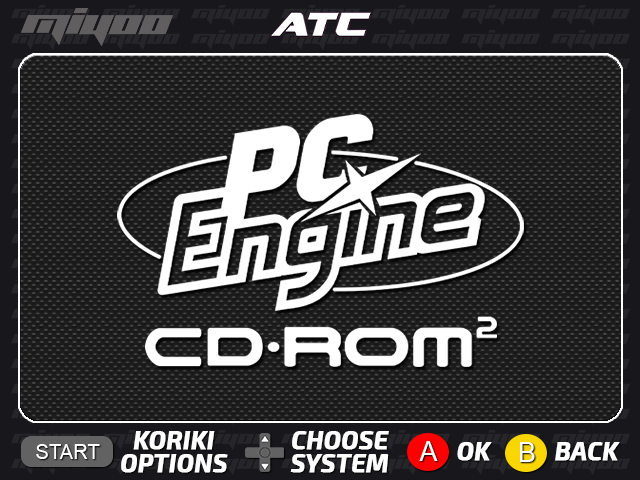 miyoo
ATC
PC
Engine
CD·ROM²
START
KORIKI
OPTIONS
CHOOSE
SYSTEM
A
OK
B
BACK